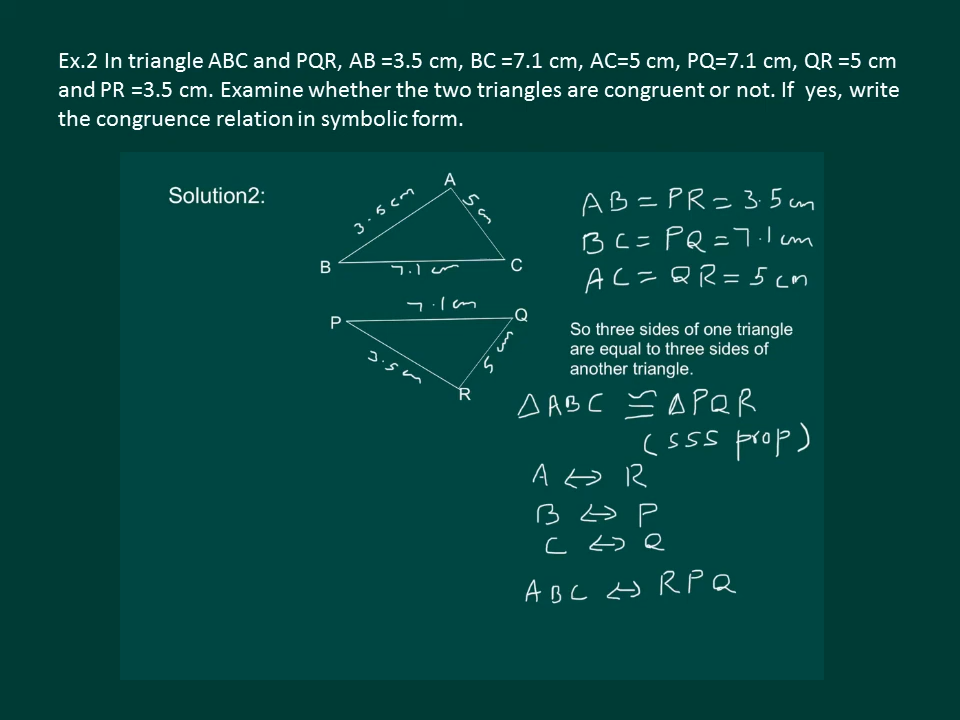 Ex.2 In triangle ABC and PQR, AB =3.5 cm, BC =7.1 cm, AC=5 cm, PQ=7.1 cm, QR =5 cm
and PR =3.5 cm. Examine whether the two triangles are congruent or not. If yes, write
the congruence relation in symbolic form.
Solution2:
A
3.5 cm
5 cm
B
7.1 cm
C
7.1 cm
P
Q
3.5 cm
5 cm
R
AB = PR = 3.5 cm
BC = PQ = 7.1 cm
AC = QR = 5 cm
So three sides of one triangle
are equal to three sides of
another triangle.
△ABC ≅ △PQR
(SSS prop)
A ↔ R
B ↔ P
C ↔ Q
ABC ↔ RPQ